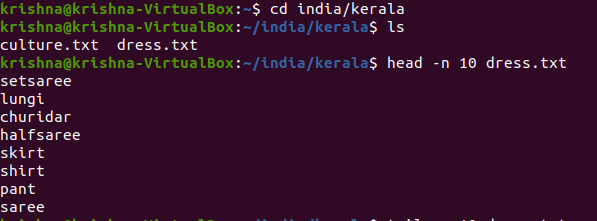 krishna@krishna-VirtualBox:~$ cd india/kerala
krishna@krishna-VirtualBox:~/india/kerala$ ls
culture.txt  dress.txt
krishna@krishna-VirtualBox:~/india/kerala$ head -n 10 dress.txt
setsaree
lungi
churidar
halfsaree
skirt
shirt
pant
saree